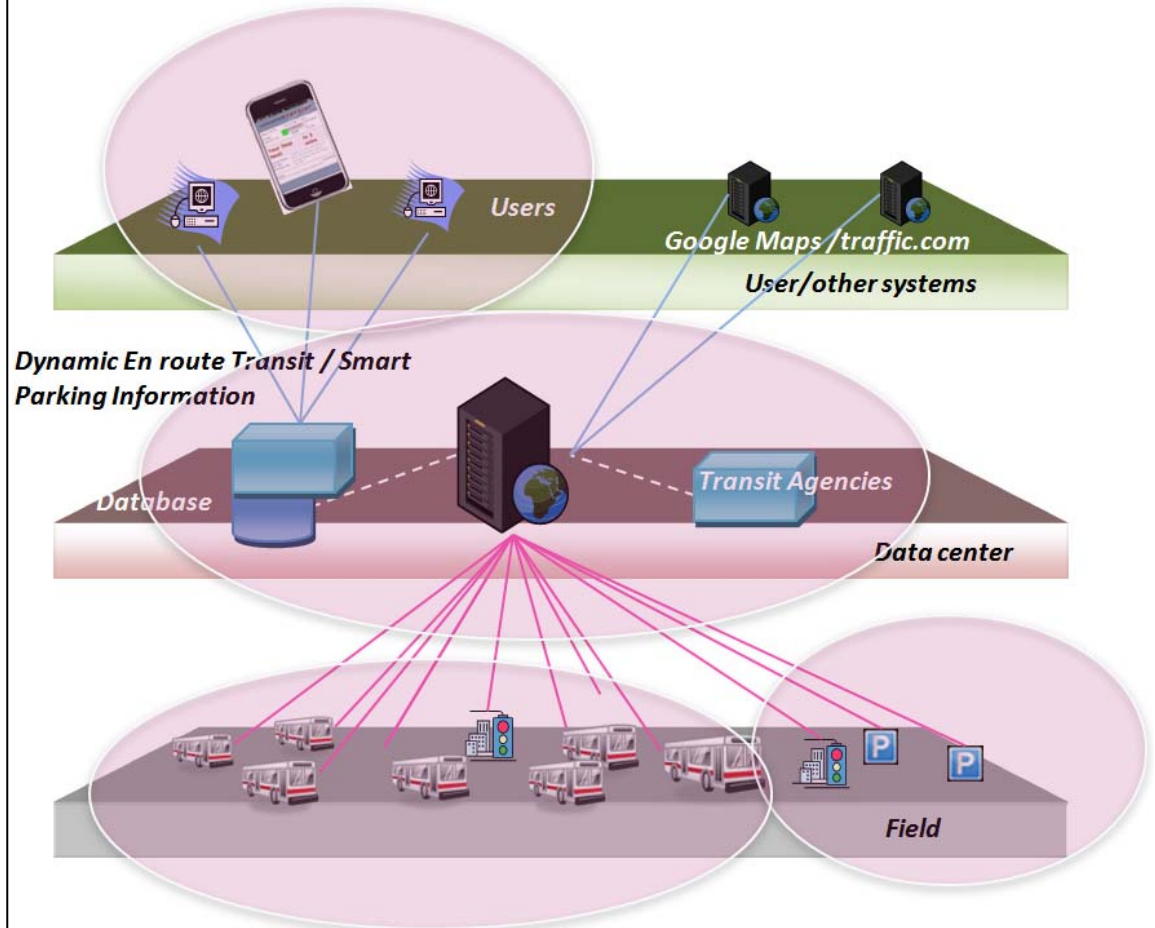 Users
Google Maps /traffic.com
User/other systems
Dynamic En route Transit / Smart
Parking Information
Transit Agencies
Database
Data center
P
P
Field